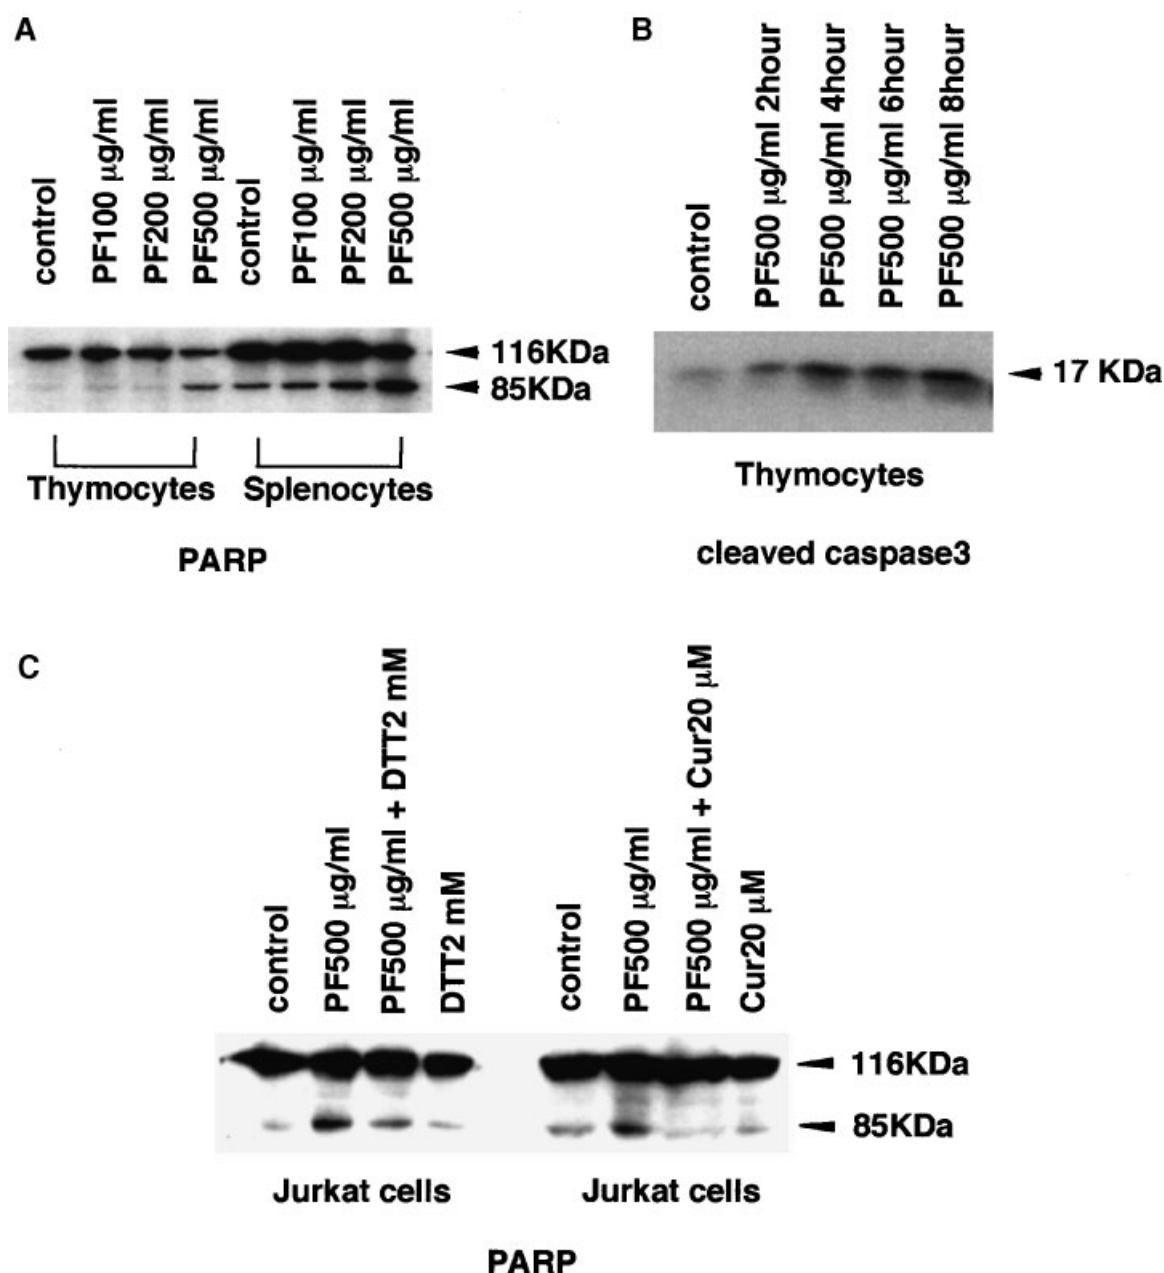 A
control
PF100 µg/ml
PF200 µg/ml
PF500 µg/ml
control
PF100 µg/ml
PF200 µg/ml
PF500 µg/ml
116KDa
85KDa
Thymocytes Splenocytes
PARP
B
control
PF500 µg/ml 2hour
PF500 µg/ml 4hour
PF500 µg/ml 6hour
PF500 µg/ml 8hour
17 KDa
Thymocytes
cleaved caspase3
C
control
PF500 µg/ml
PF500 µg/ml + DTT2 mM
DTT2 mM
control
PF500 µg/ml
PF500 µg/ml + Cur20 µM
Cur20 µM
116KDa
85KDa
Jurkat cells Jurkat cells
PARP